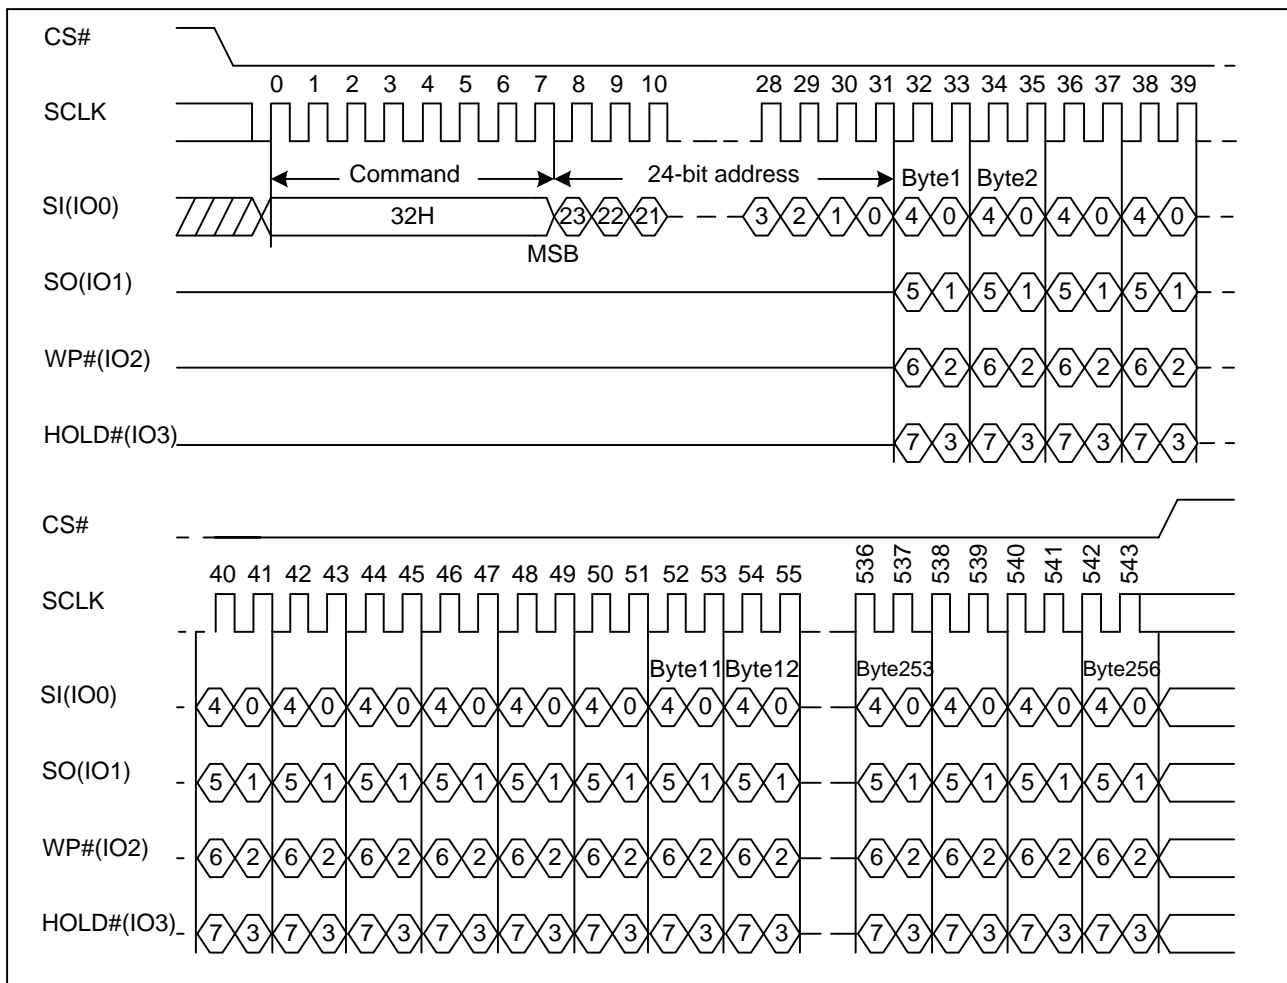 CS#
0 1 2 3 4 5 6 7 8 9 10 28 29 30 31 32 33 34 35 36 37 38 39
SCLK
Command 24-bit address Byte1 Byte2
SI(IO0) 32H 23 22 21 3 2 1 0 4 0 4 0 4 0 4 0
MSB
SO(IO1) 5 1 5 1 5 1 5 1
WP#(IO2) 6 2 6 2 6 2 6 2
HOLD#(IO3) 7 3 7 3 7 3 7 3
CS#
40 41 42 43 44 45 46 47 48 49 50 51 52 53 54 55 536 537 538 539 540 541 542 543
SCLK
Byte11 Byte12 Byte253 Byte256
SI(IO0) 4 0 4 0 4 0 4 0 4 0 4 0 4 0 4 0 4 0 4 0 4 0 4 0
SO(IO1) 5 1 5 1 5 1 5 1 5 1 5 1 5 1 5 1 5 1 5 1 5 1 5 1
WP#(IO2) 6 2 6 2 6 2 6 2 6 2 6 2 6 2 6 2 6 2 6 2 6 2 6 2
HOLD#(IO3) 7 3 7 3 7 3 7 3 7 3 7 3 7 3 7 3 7 3 7 3 7 3 7 3